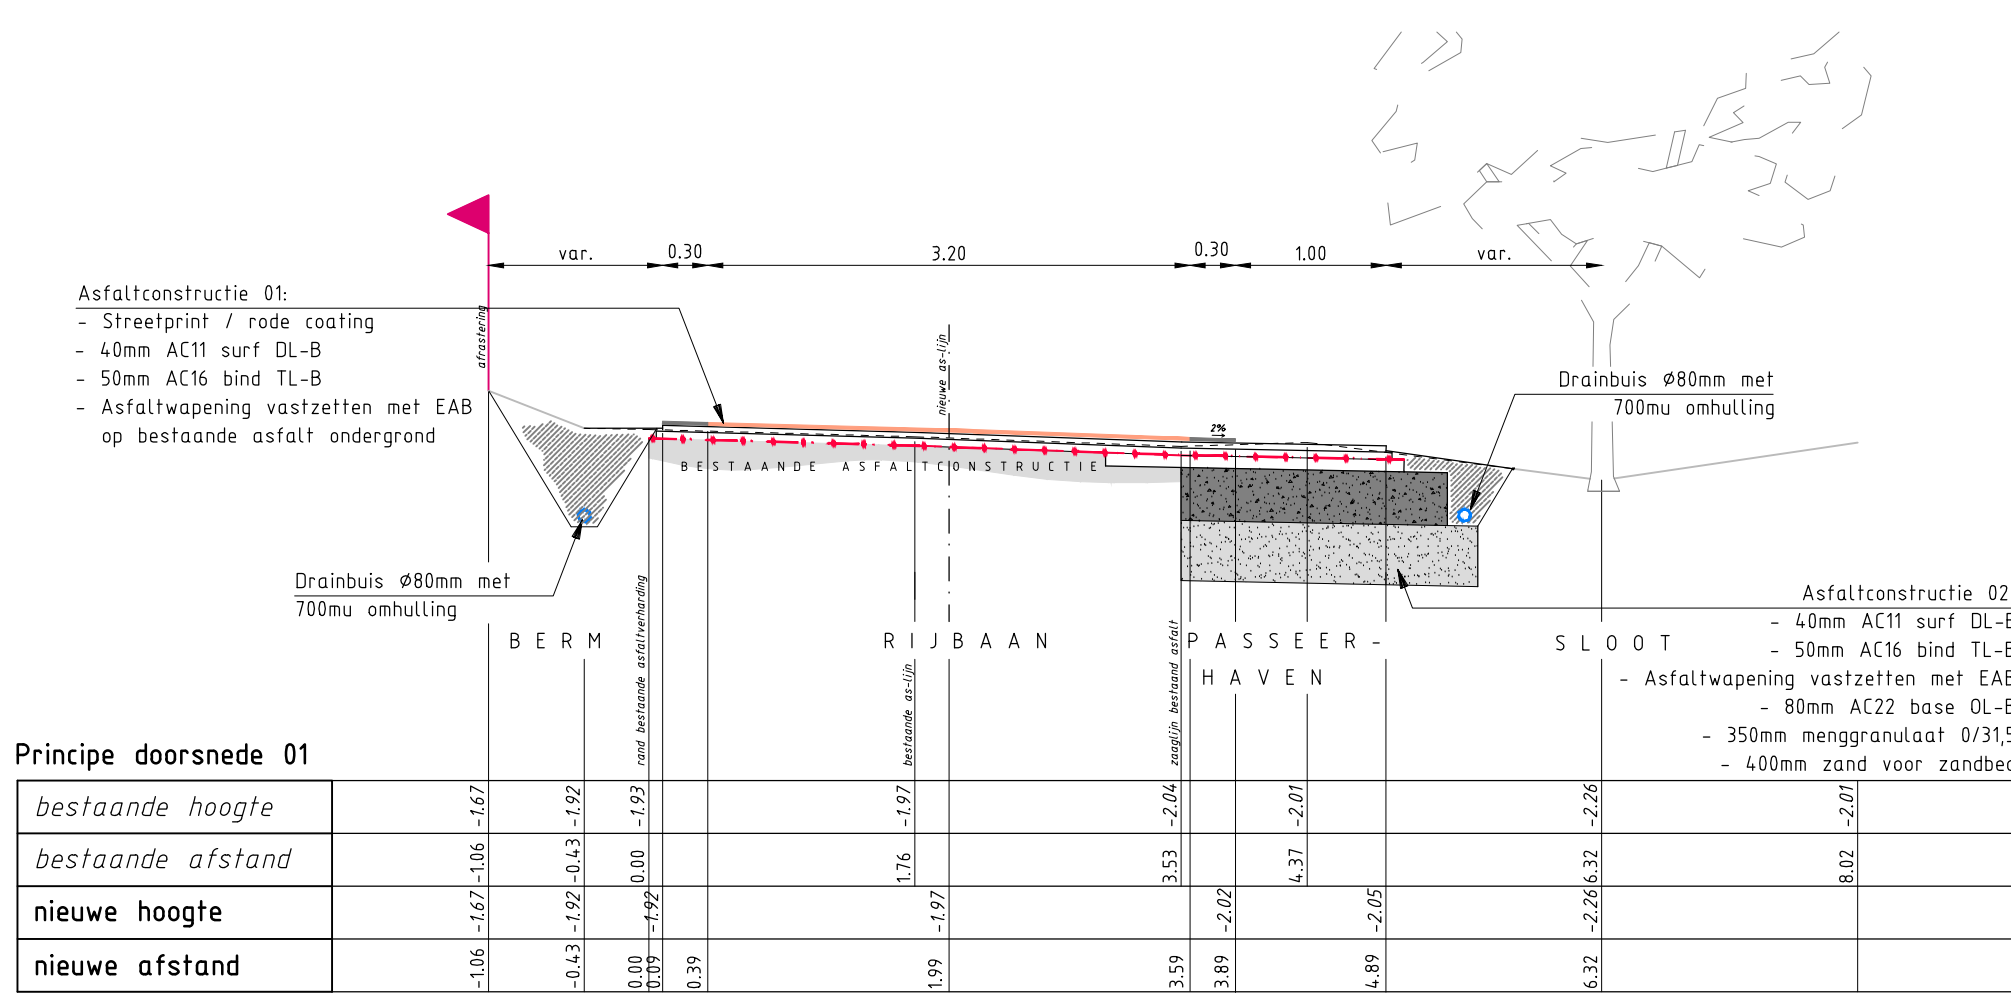 var.
0.30
3.20
0.30
1.00
var.
Asfaltconstructie 01:
- Streetprint / rode coating
- 40mm AC11 surf DL-B
- 50mm AC16 bind TL-B
- Asfaltwapening vastzetten met EAB
op bestaande asfalt ondergrond
afrastering
nieuwe as-lijn
2%
Drainbuis Ø80mm met
700mu omhulling
BESTAANDE ASFALTCONSTRUCTIE
Drainbuis Ø80mm met
700mu omhulling
rand bestaande asfaltverharding
bestaande as-lijn
zaaglijn bestaand asfalt
BERM
RIJBAAN
PASSEER-
HAVEN
SLOOT
Asfaltconstructie 02
- 40mm AC11 surf DL-B
- 50mm AC16 bind TL-B
- Asfaltwapening vastzetten met EAB
- 80mm AC22 base OL-B
- 350mm menggranulaat 0/31,5
- 400mm zand voor zandbed
Principe doorsnede 01
bestaande hoogte -1.67 -1.92 -1.93 -1.97 -2.04 -2.01 -2.26 -2.01
bestaande afstand -1.06 -0.43 0.00 1.76 3.53 4.37 6.32 8.02
nieuwe hoogte -1.67 -1.92 -1.92 -1.97 -2.02 -2.05 -2.26
nieuwe afstand -1.06 -0.43 0.00 0.09 0.39 1.99 3.59 3.89 4.89 6.32